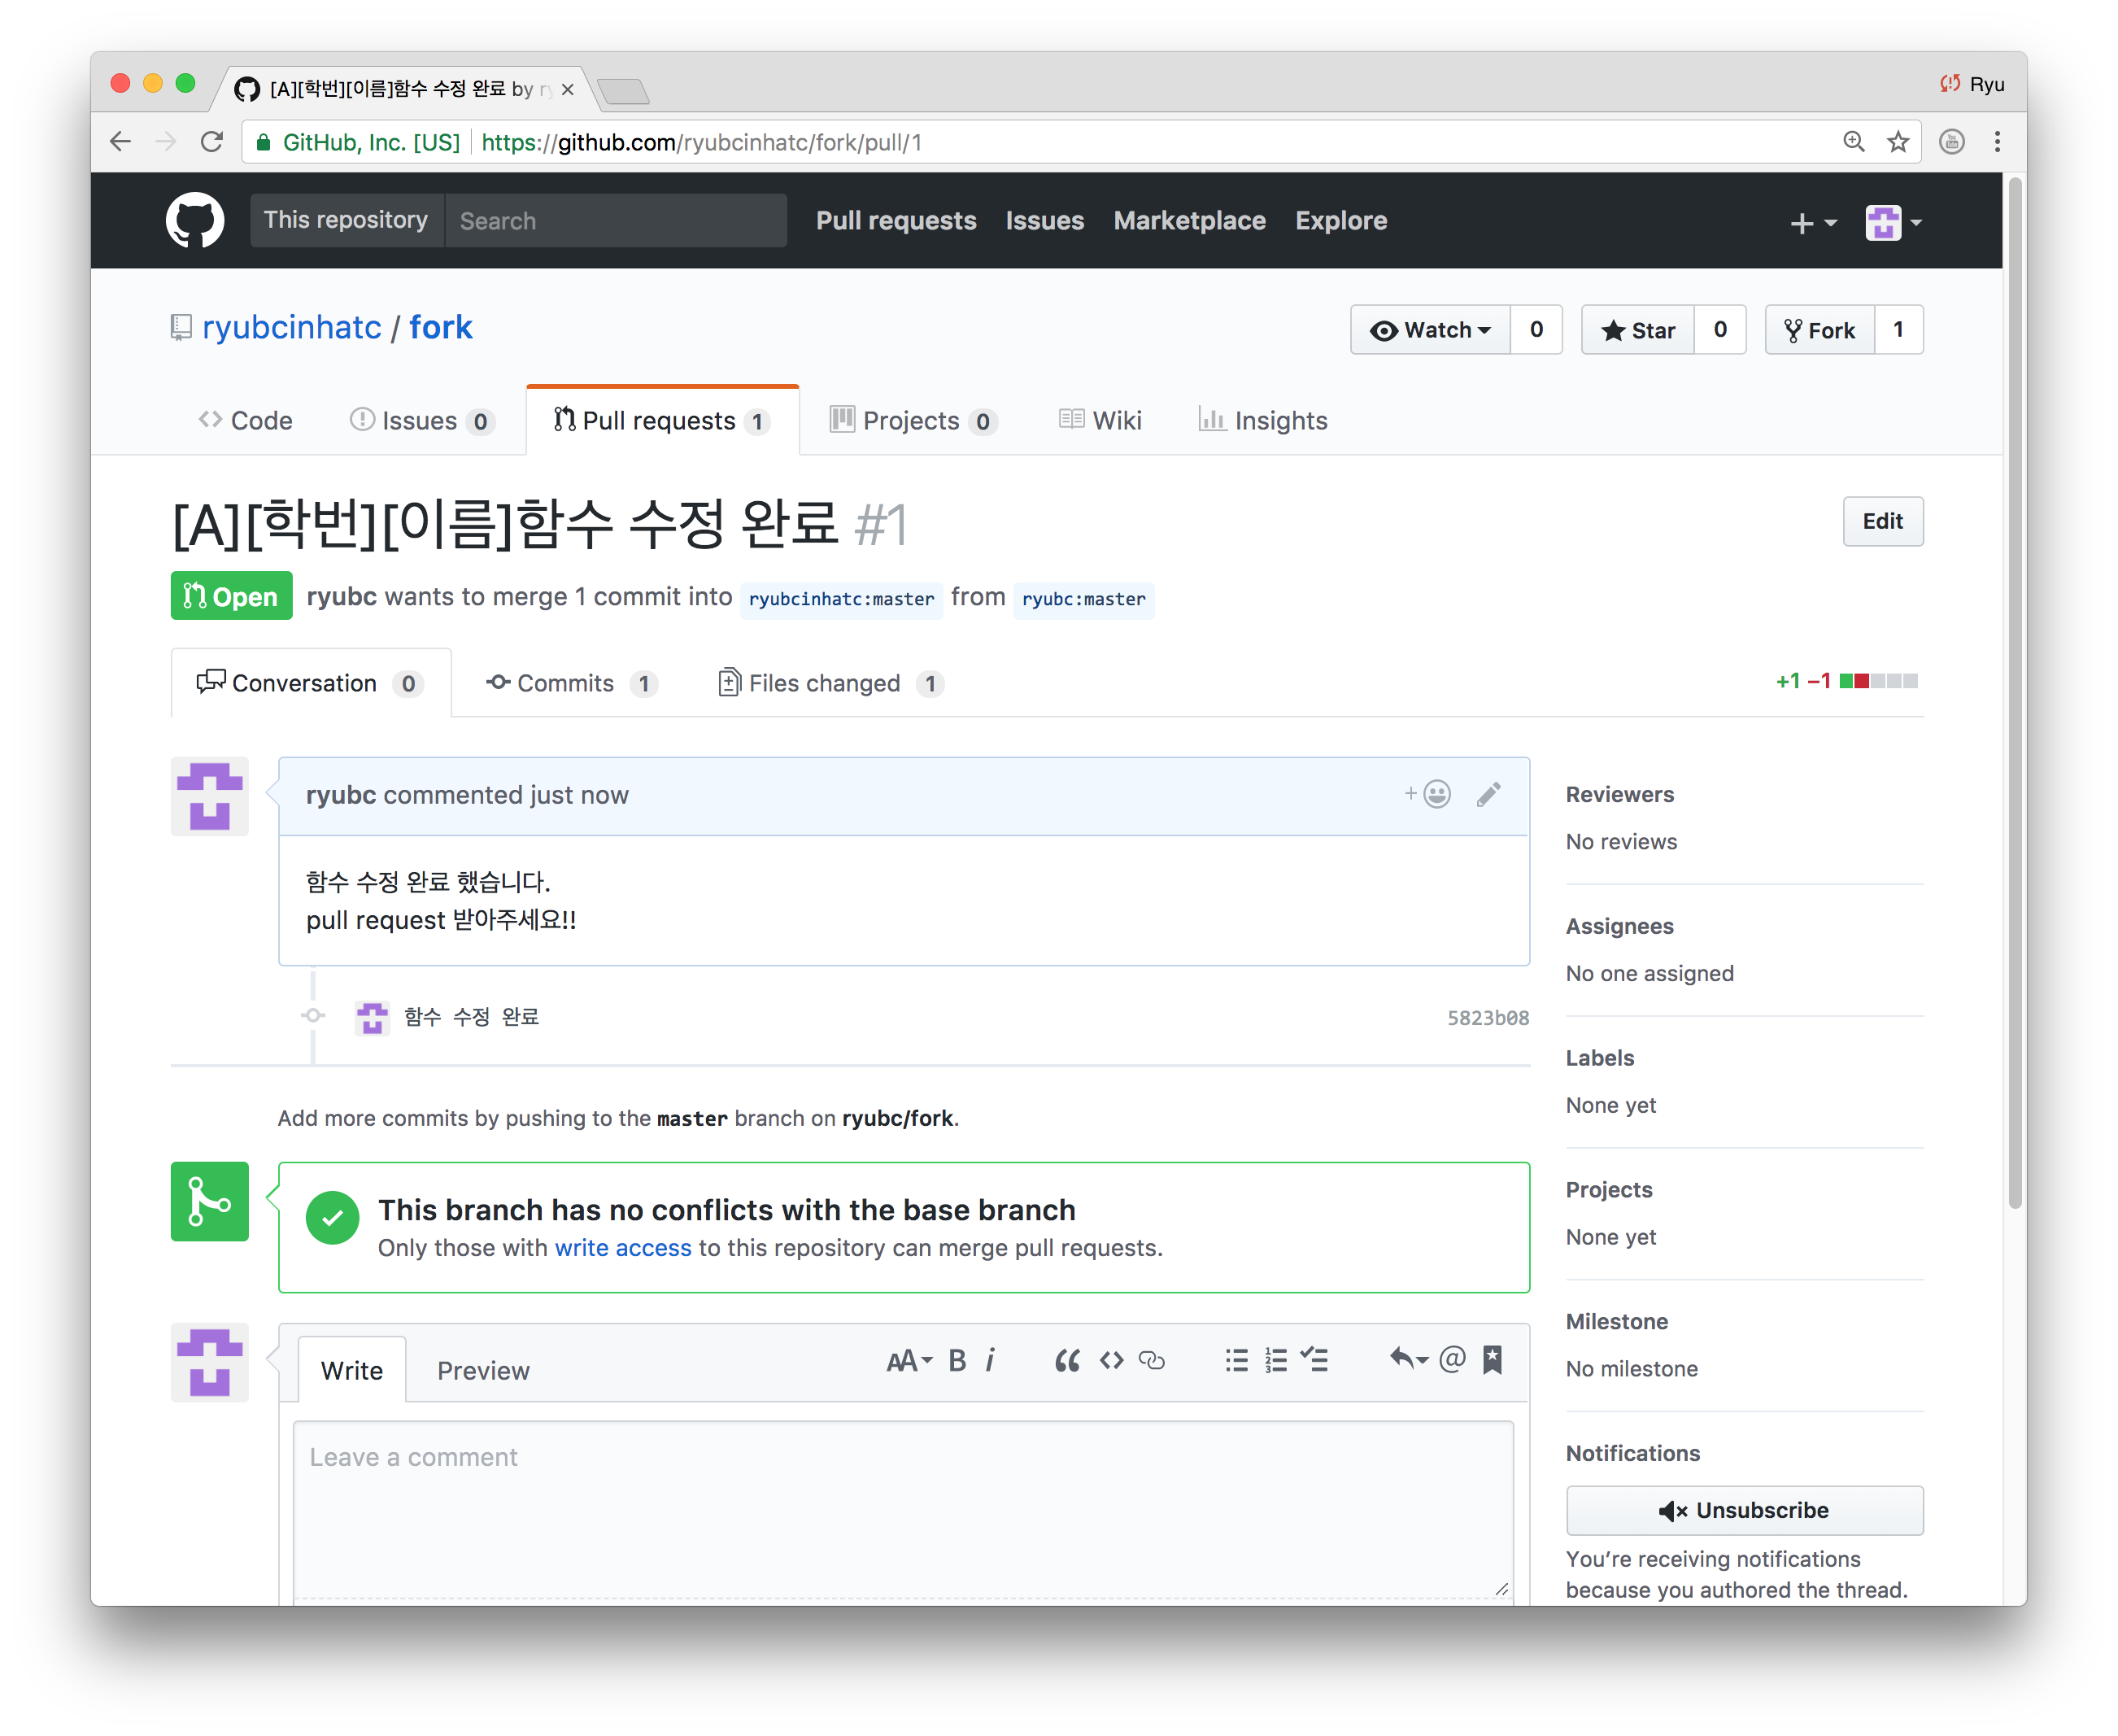 [A][학번][이름]함수 수정 완료 by
Ryu
GitHub, Inc. [US] https://github.com/ryubcinhatc/fork/pull/1
This repository Search Pull requests Issues Marketplace Explore
ryubcinhatc / fork
Watch 0 Star 0 Fork 1
Code Issues 0 Pull requests 1 Projects 0 Wiki Insights
[A][학번][이름]함수 수정 완료 #1
Edit
Open ryubc wants to merge 1 commit into ryubcinhatc:master from ryubc:master
Conversation 0 Commits 1 Files changed 1 +1 −1
ryubc commented just now
함수 수정 완료 했습니다.
pull request 받아주세요!!
함수 수정 완료 5823b08
Add more commits by pushing to the master branch on ryubc/fork.
This branch has no conflicts with the base branch
Only those with write access to this repository can merge pull requests.
Write Preview AA B i
Leave a comment
Reviewers
No reviews
Assignees
No one assigned
Labels
None yet
Projects
None yet
Milestone
No milestone
Notifications
Unsubscribe
You’re receiving notifications
because you authored the thread.